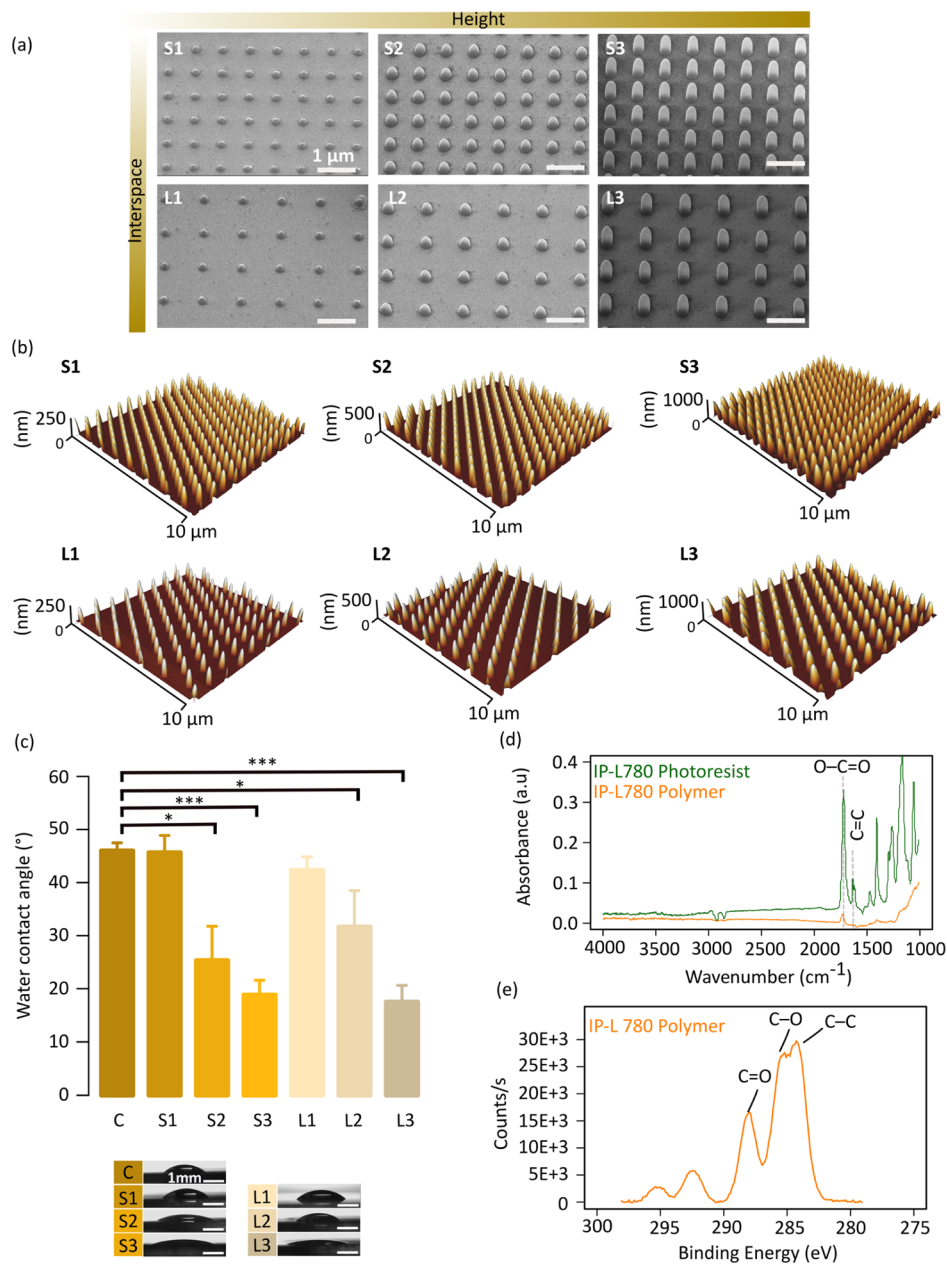 Height
(a)
Interspace
S1
1 μm
S2
S3
L1
L2
L3
(b)
S1
250
0
(nm)
10 μm
S2
500
0
(nm)
10 μm
S3
1000
0
(nm)
10 μm
L1
250
0
(nm)
10 μm
L2
500
0
(nm)
10 μm
L3
1000
0
(nm)
10 μm
(c)
Water contact angle (°)
60
50
40
30
20
10
0
***
*
***
*
C S1 S2 S3 L1 L2 L3
C
1mm
S1
S2
S3
L1
L2
L3
(d)
Absorbance (a.u)
0.4
0.3
0.2
0.1
0.0
IP-L780 Photoresist
IP-L780 Polymer
O–C=O
C=C
4000 3500 3000 2500 2000 1500 1000
Wavenumber (cm⁻¹)
(e)
Counts/s
30E+3
25E+3
20E+3
15E+3
10E+3
5E+3
0
IP-L 780 Polymer
C=O
C–O
C–C
300 295 290 285 280 275
Binding Energy (eV)